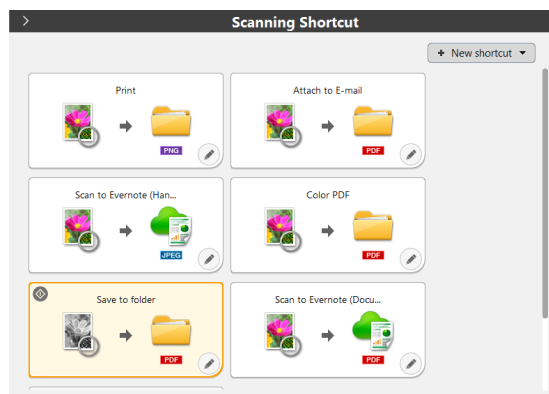 Scanning Shortcut
+ New shortcut
Print
PNG
Attach to E-mail
PDF
Scan to Evernote (Han...
JPEG
Color PDF
PDF
Save to folder
PDF
Scan to Evernote (Docu...
PDF